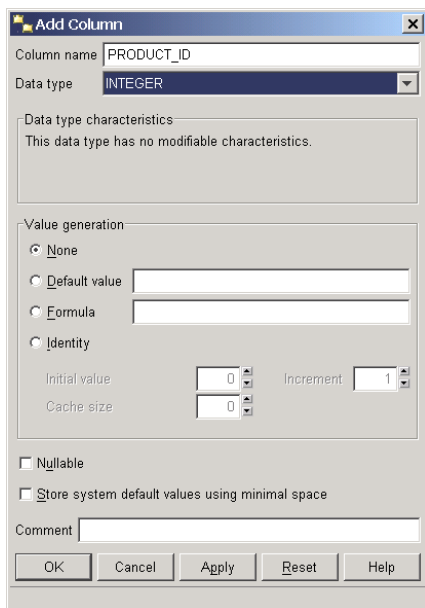 Add Column
Column name PRODUCT_ID
Data type INTEGER
Data type characteristics
This data type has no modifiable characteristics.
Value generation
None
Default value
Formula
Identity
Initial value 0 Increment 1
Cache size 0
Nullable
Store system default values using minimal space
Comment
OK Cancel Apply Reset Help